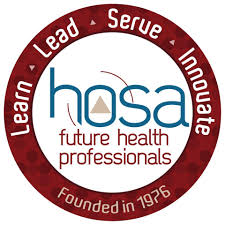 Learn Lead Serve Innovate
hosa
future health
professionals
Founded in 1976